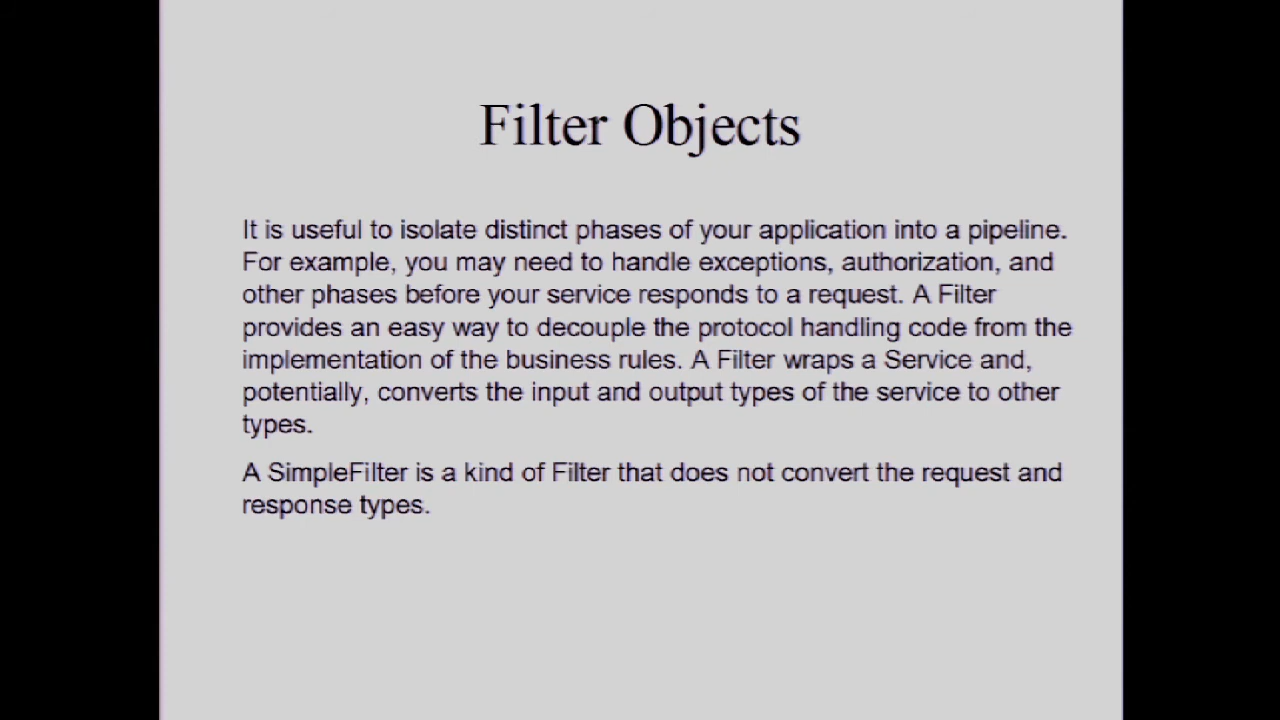 Filter Objects
It is useful to isolate distinct phases of your application into a pipeline.
For example, you may need to handle exceptions, authorization, and
other phases before your service responds to a request. A Filter
provides an easy way to decouple the protocol handling code from the
implementation of the business rules. A Filter wraps a Service and,
potentially, converts the input and output types of the service to other
types.
A SimpleFilter is a kind of Filter that does not convert the request and
response types.